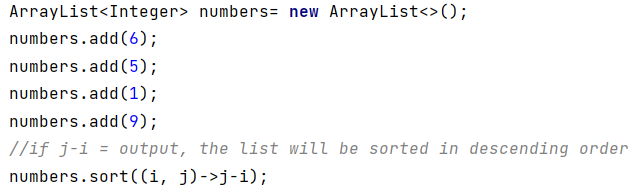 ArrayList<Integer> numbers= new ArrayList<>();
numbers.add(6);
numbers.add(5);
numbers.add(1);
numbers.add(9);
//if j-i = output, the list will be sorted in descending order
numbers.sort((i, j)->j-i);